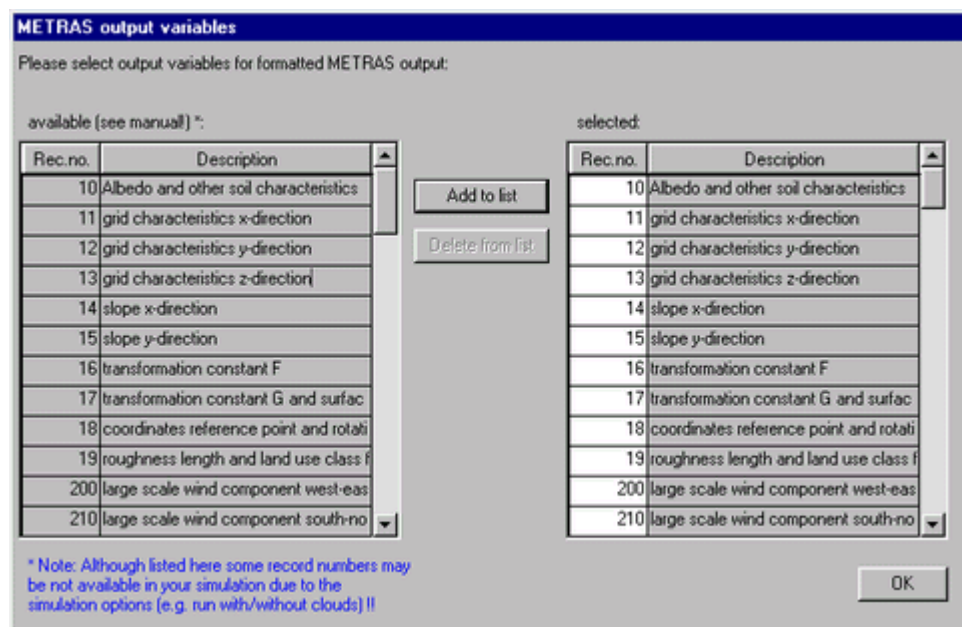 METRAS output variables
Please select output variables for formatted METRAS output:
available (see manual!) *:
Rec.no. Description
10 Albedo and other soil characteristics
11 grid characteristics x-direction
12 grid characteristics y-direction
13 grid characteristics z-direction
14 slope x-direction
15 slope y-direction
16 transformation constant F
17 transformation constant G and surfac
18 coordinates reference point and rotati
19 roughness length and land use class f
200 large scale wind component west-eas
210 large scale wind component south-no
* Note: Although listed here some record numbers may
be not available in your simulation due to the
simulation options (e.g. run with/without clouds) !!
Add to list
Delete from list
selected:
Rec.no. Description
10 Albedo and other soil characteristics
11 grid characteristics x-direction
12 grid characteristics y-direction
13 grid characteristics z-direction
14 slope x-direction
15 slope y-direction
16 transformation constant F
17 transformation constant G and surfac
18 coordinates reference point and rotati
19 roughness length and land use class f
200 large scale wind component west-eas
210 large scale wind component south-no
OK